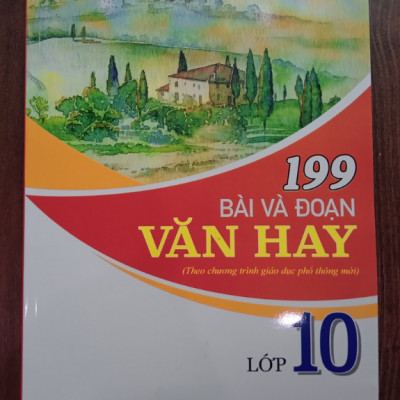 199
BÀI VÀ ĐOẠN
VĂN HAY
(Theo chương trình giáo dục phổ thông mới)
LỚP 10